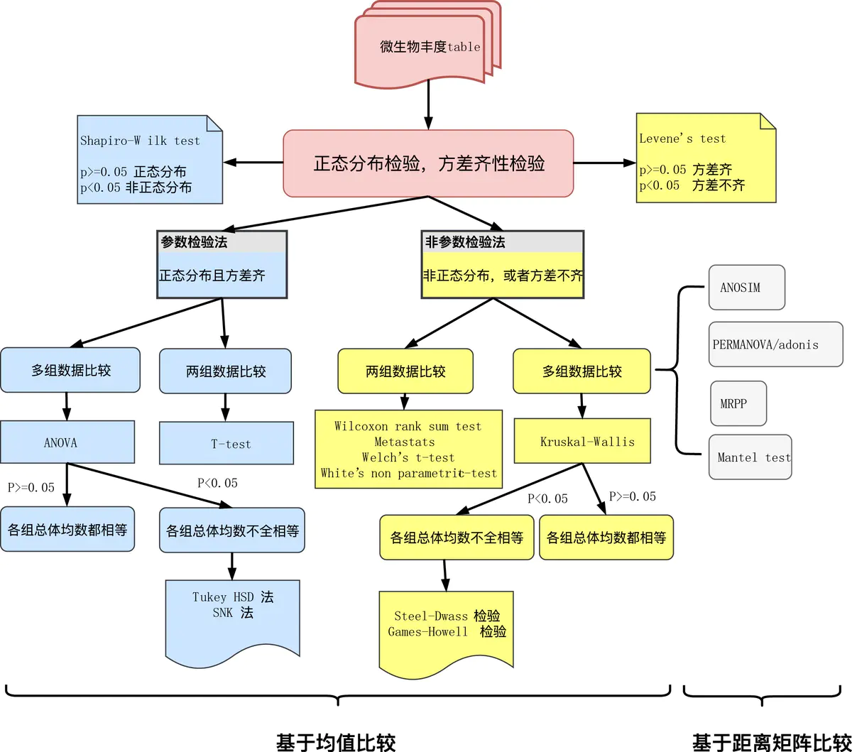 微生物丰度table
Shapiro-W ilk test
p>=0.05 正态分布
p<0.05 非正态分布
正态分布检验，方差齐性检验
Levene's test
p>=0.05 方差齐
p<0.05 方差不齐
参数检验法
正态分布且方差齐
非参数检验法
非正态分布，或者方差不齐
多组数据比较
两组数据比较
两组数据比较
多组数据比较
ANOSIM
PERMANOVA/adonis
MRPP
Mantel test
ANOVA
T-test
Wilcoxon rank sum test
Metastats
Welch's t-test
White's non parametric t-test
Kruskal-Wallis
P>=0.05
P<0.05
P<0.05
P>=0.05
各组总体均数都相等
各组总体均数不全相等
各组总体均数不全相等
各组总体均数都相等
Tukey HSD 法
SNK 法
Steel-Dwass 检验
Games-Howell 检验
基于均值比较
基于距离矩阵比较